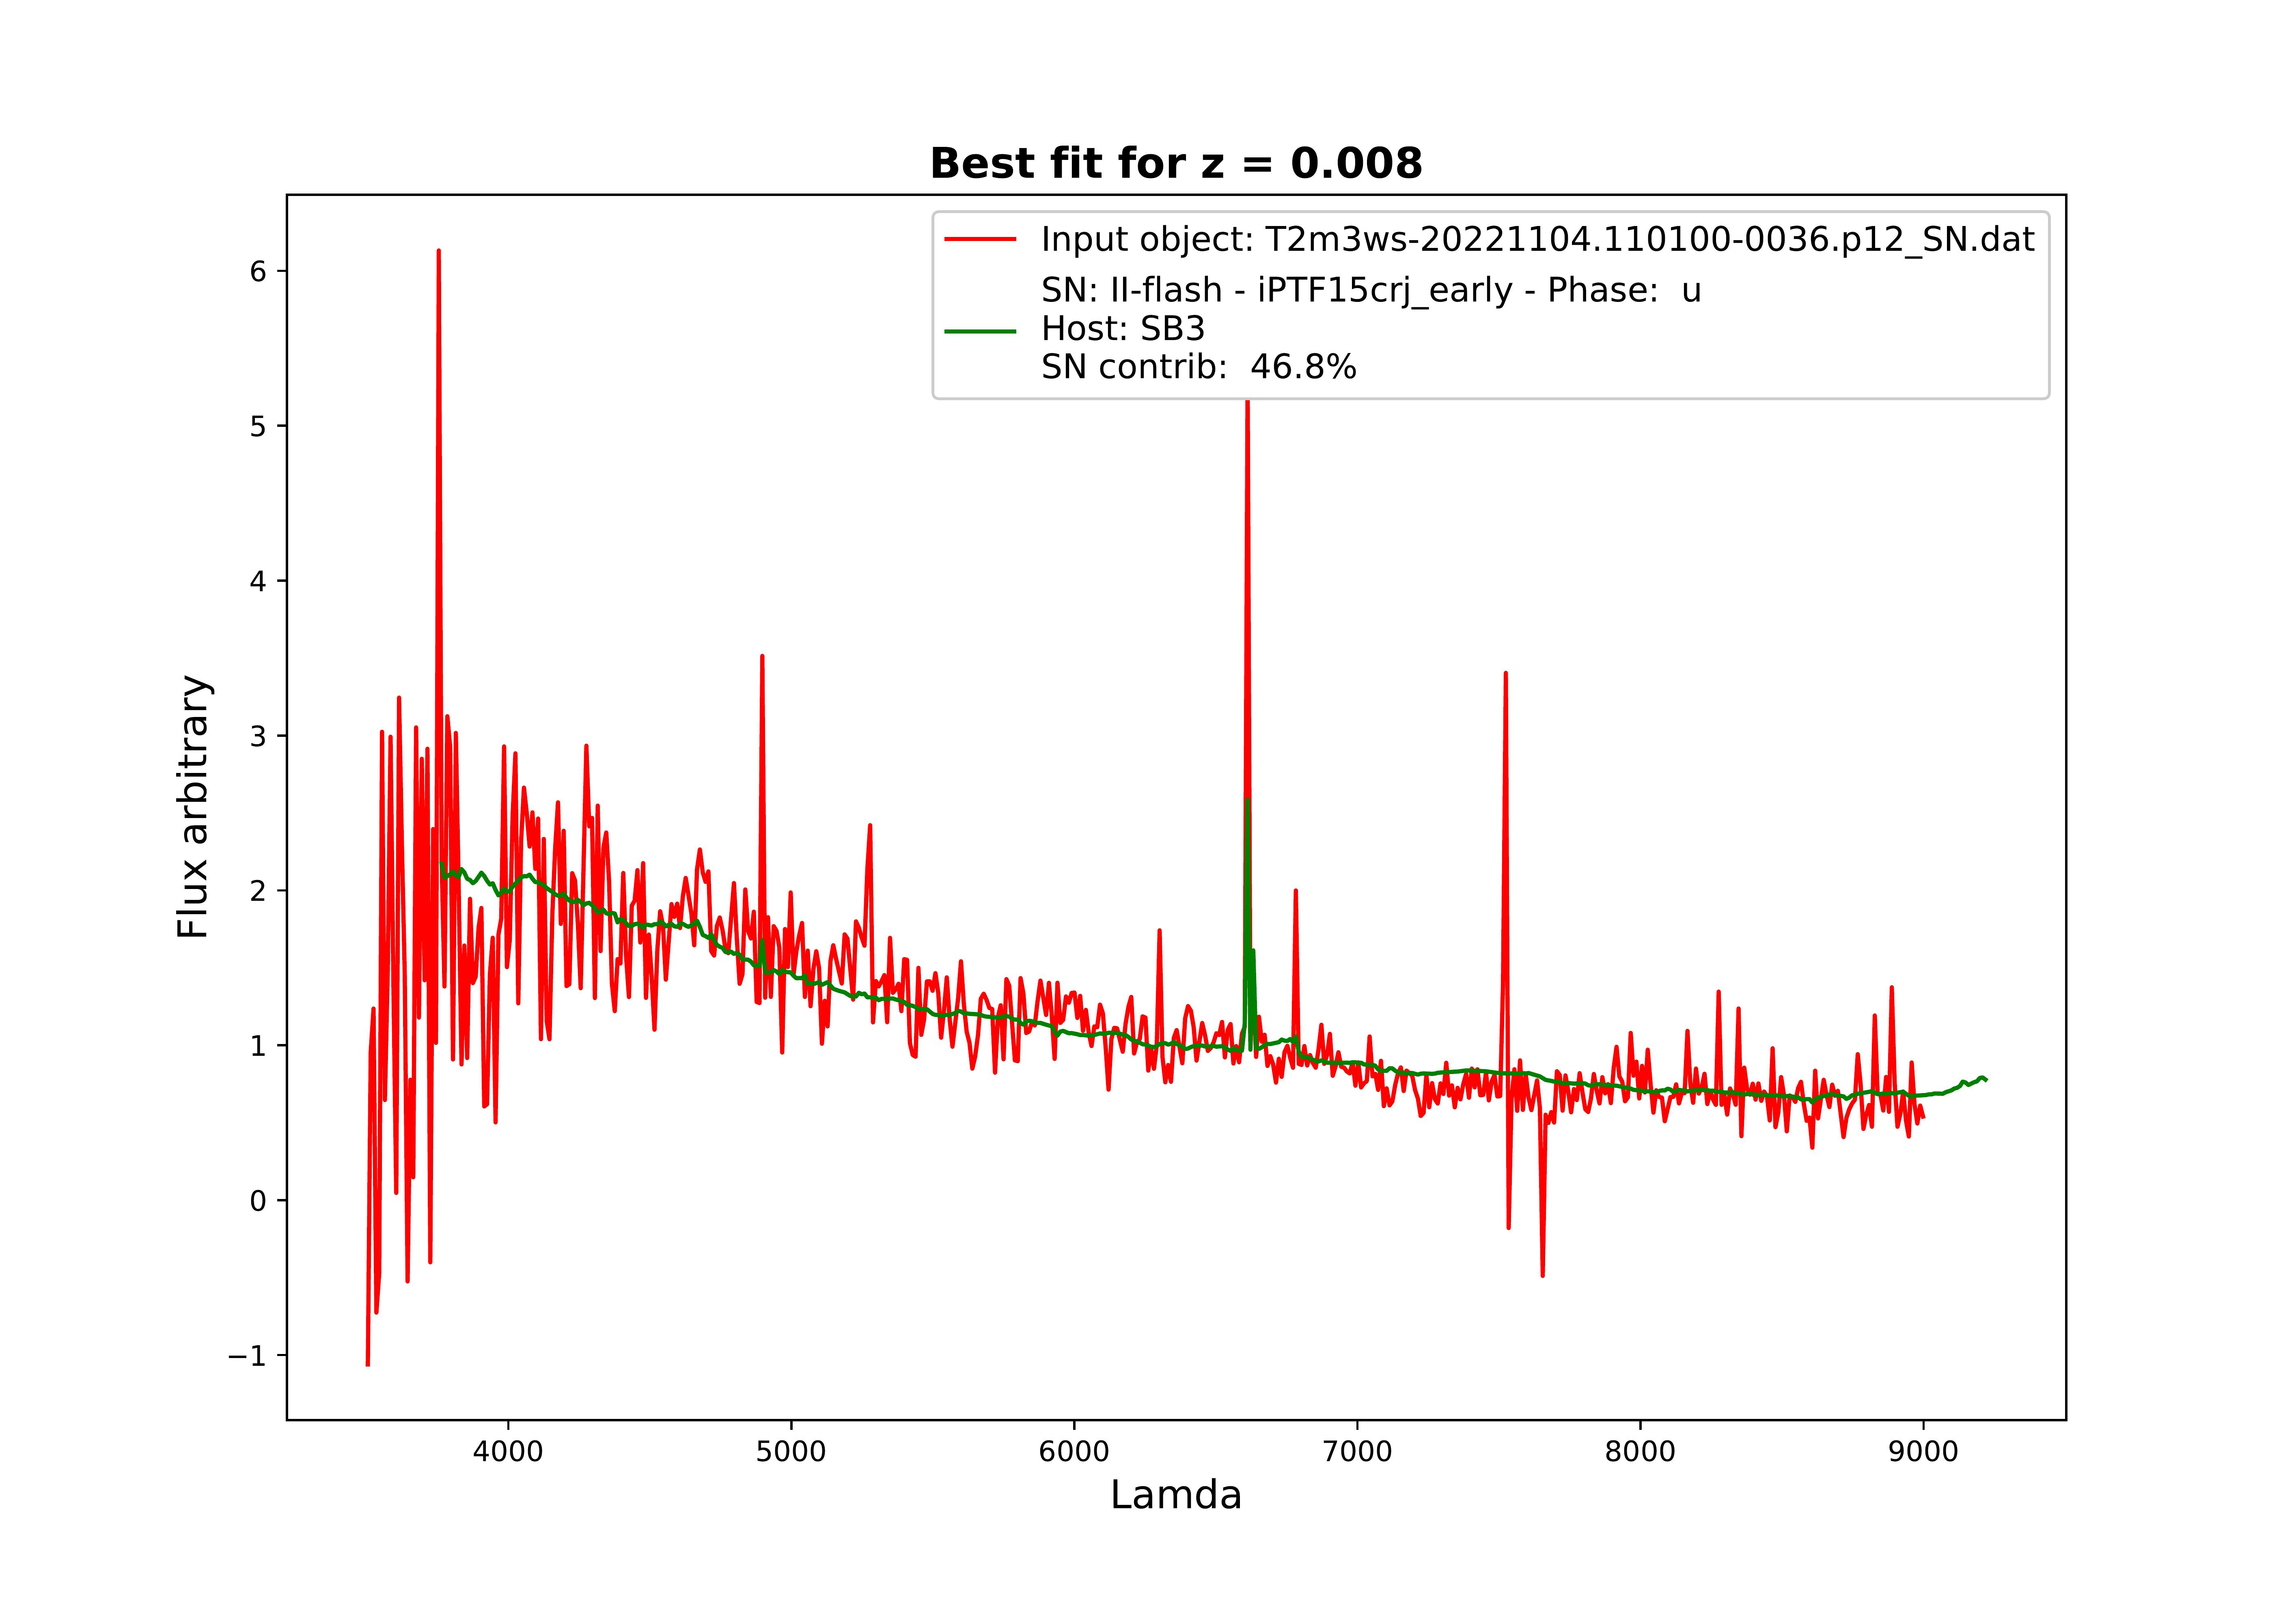 Best fit for z = 0.008
Input object: T2m3ws-20221104.110100-0036.p12_SN.dat
SN: II-flash - iPTF15crj_early - Phase:  u
Host: SB3
SN contrib:  46.8%
6
5
4
3
2
1
0
−1
Flux arbitrary
4000 5000 6000 7000 8000 9000
Lamda